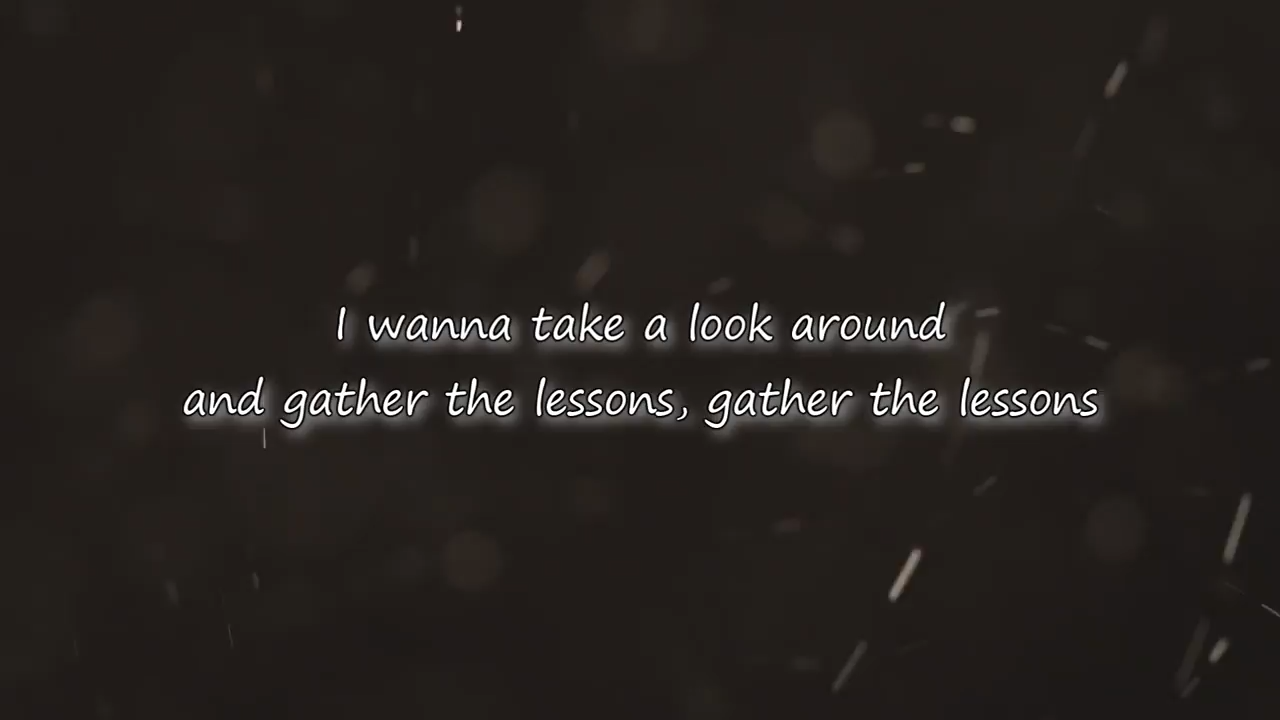 I wanna take a look around
and gather the lessons, gather the lessons